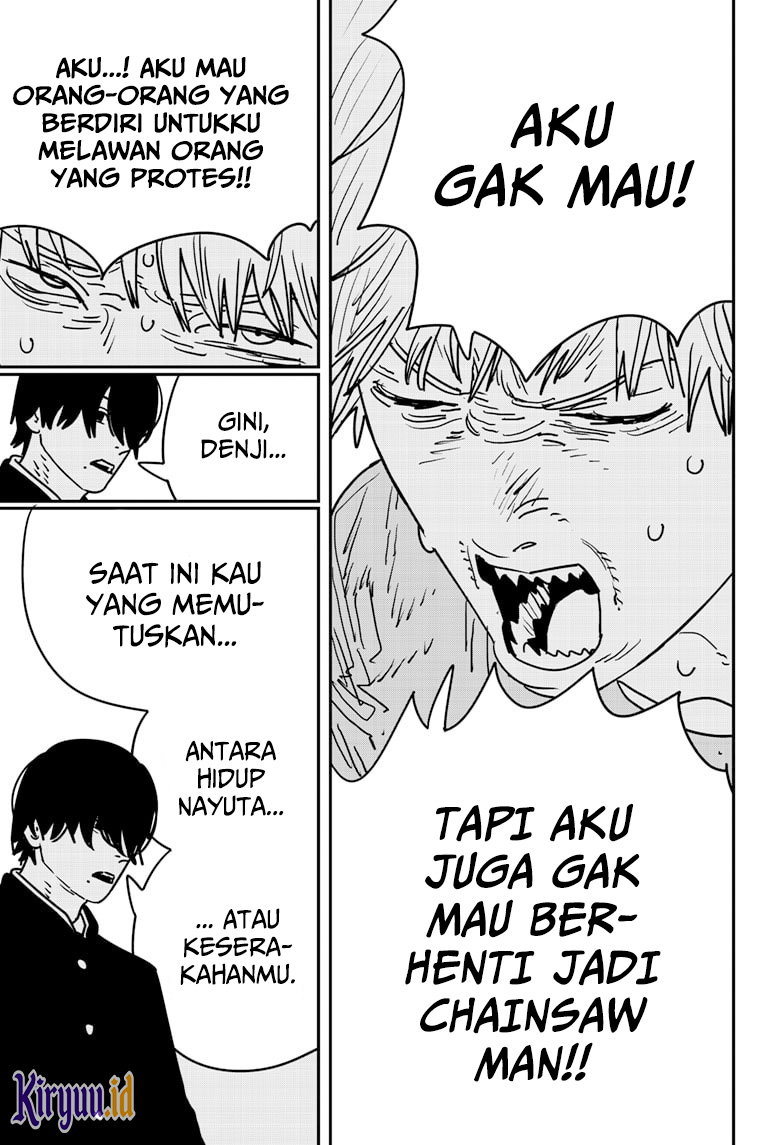 AKU
GAK MAU!
TAPI AKU
JUGA GAK
MAU BER-
HENTI JADI
CHAINSAW
MAN!!
AKU...! AKU MAU
ORANG-ORANG YANG
BERDIRI UNTUKKU
MELAWAN ORANG
YANG PROTES!!
GINI,
DENJI...
SAAT INI KAU
YANG MEMU-
TUSKAN...
ANTARA
HIDUP
NAYUTA...
... ATAU
KESERA-
KAHANMU.
Kiryuu.id